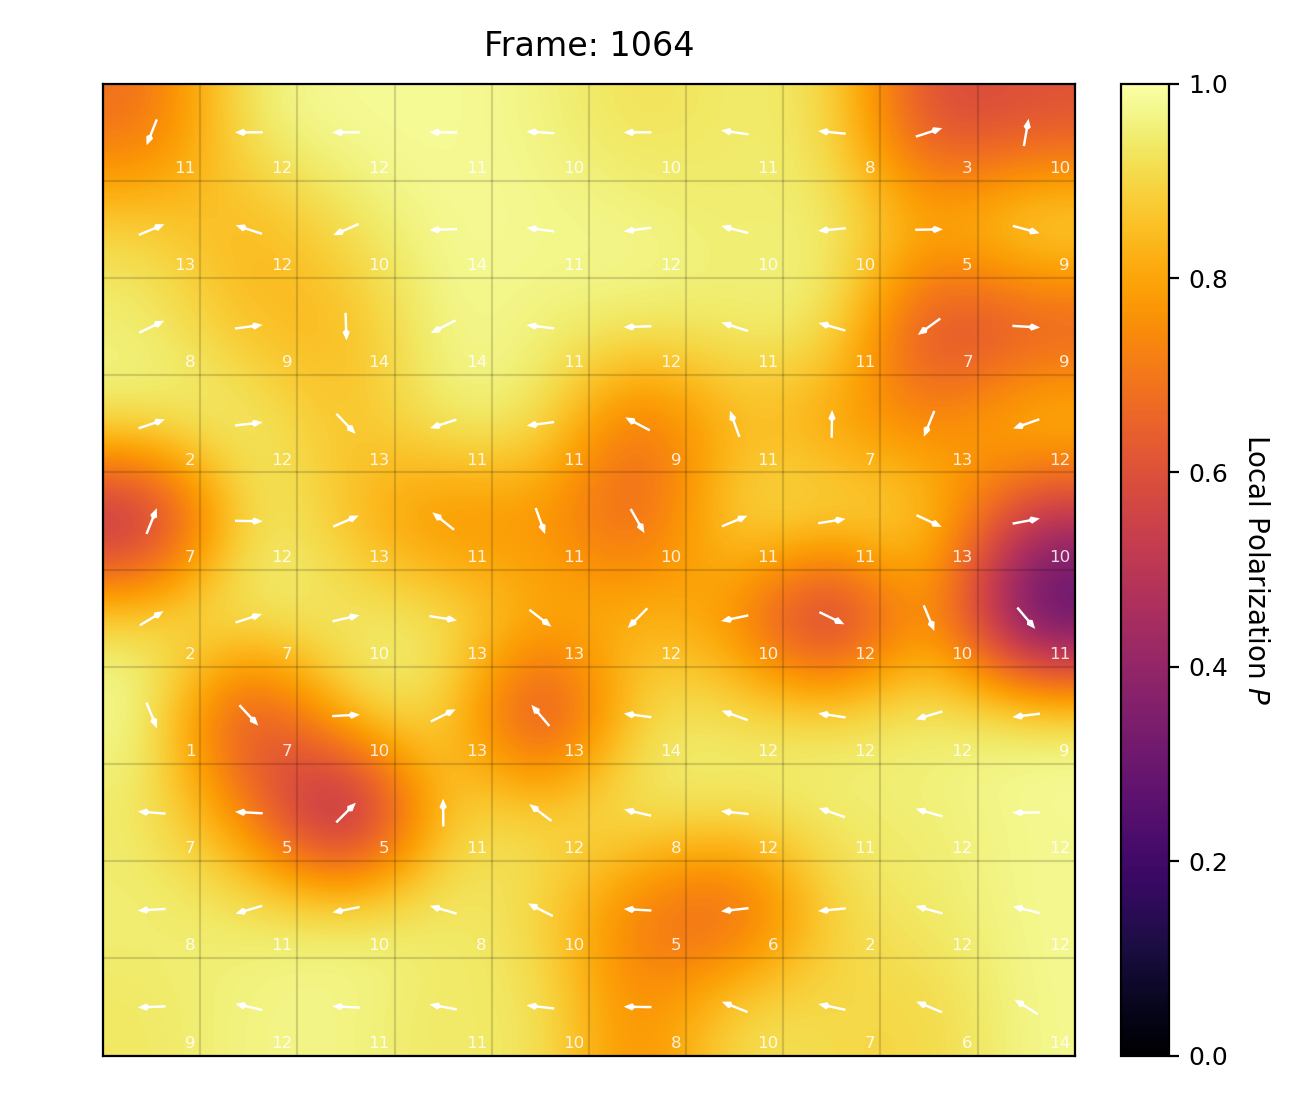 Frame: 1064
11 12 12 11 10 10 11 8 3 10
13 12 10 14 11 12 10 10 5 9
8 9 14 14 11 12 11 11 7 9
2 12 13 11 11 9 11 7 13 12
7 12 13 11 11 10 11 11 13 10
2 7 10 13 13 12 10 12 10 11
1 7 10 13 13 14 12 12 12 9
7 5 5 11 12 8 12 11 12 12
8 11 10 8 10 5 6 2 12 12
9 12 11 11 10 8 10 7 6 14
1.0
0.8
0.6
0.4
0.2
0.0
Local Polarization P